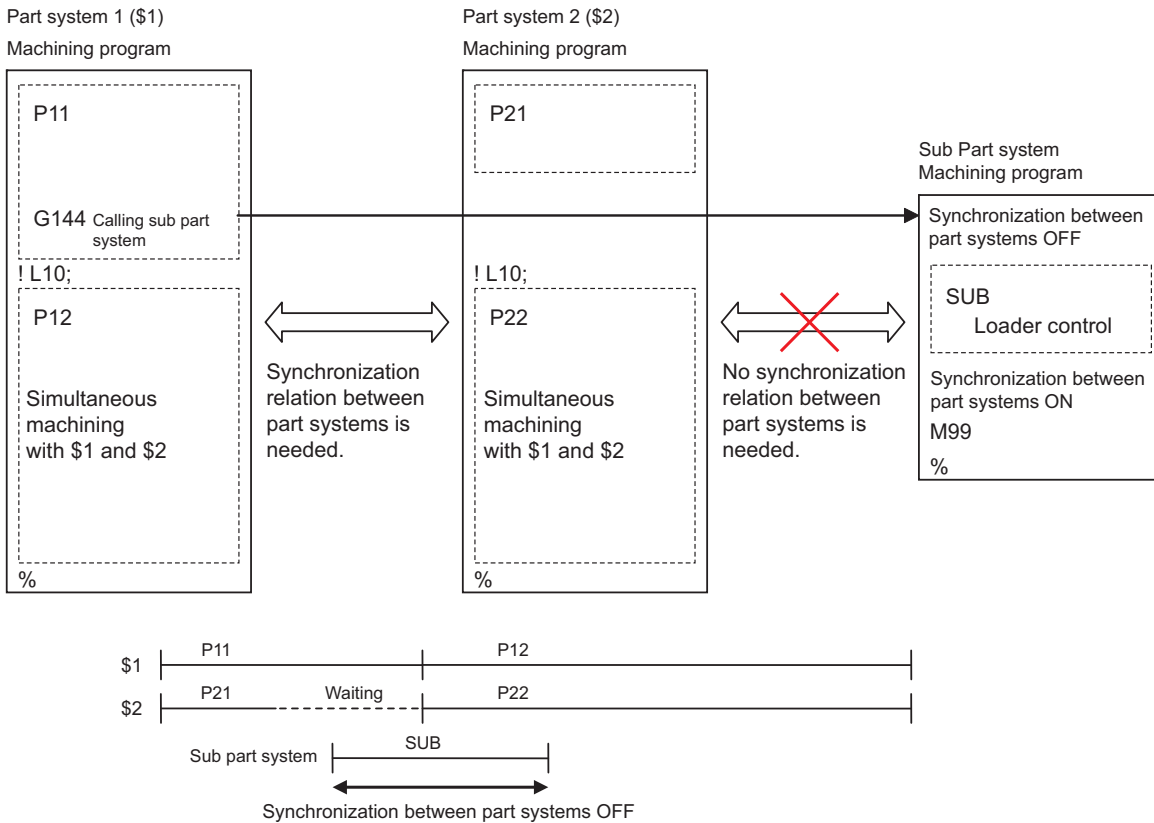 Part system 1 ($1)
Machining program
P11
G144 Calling sub part
system
! L10;
P12
Simultaneous
machining
with $1 and $2
%
Synchronization
relation between
part systems is
needed.
Part system 2 ($2)
Machining program
P21
! L10;
P22
Simultaneous
machining
with $1 and $2
%
No synchronization
relation between
part systems is
needed.
Sub Part system
Machining program
Synchronization between
part systems OFF
SUB
Loader control
Synchronization between
part systems ON
M99
%
$1 P11 P12
$2 P21 Waiting P22
Sub part system SUB
Synchronization between part systems OFF